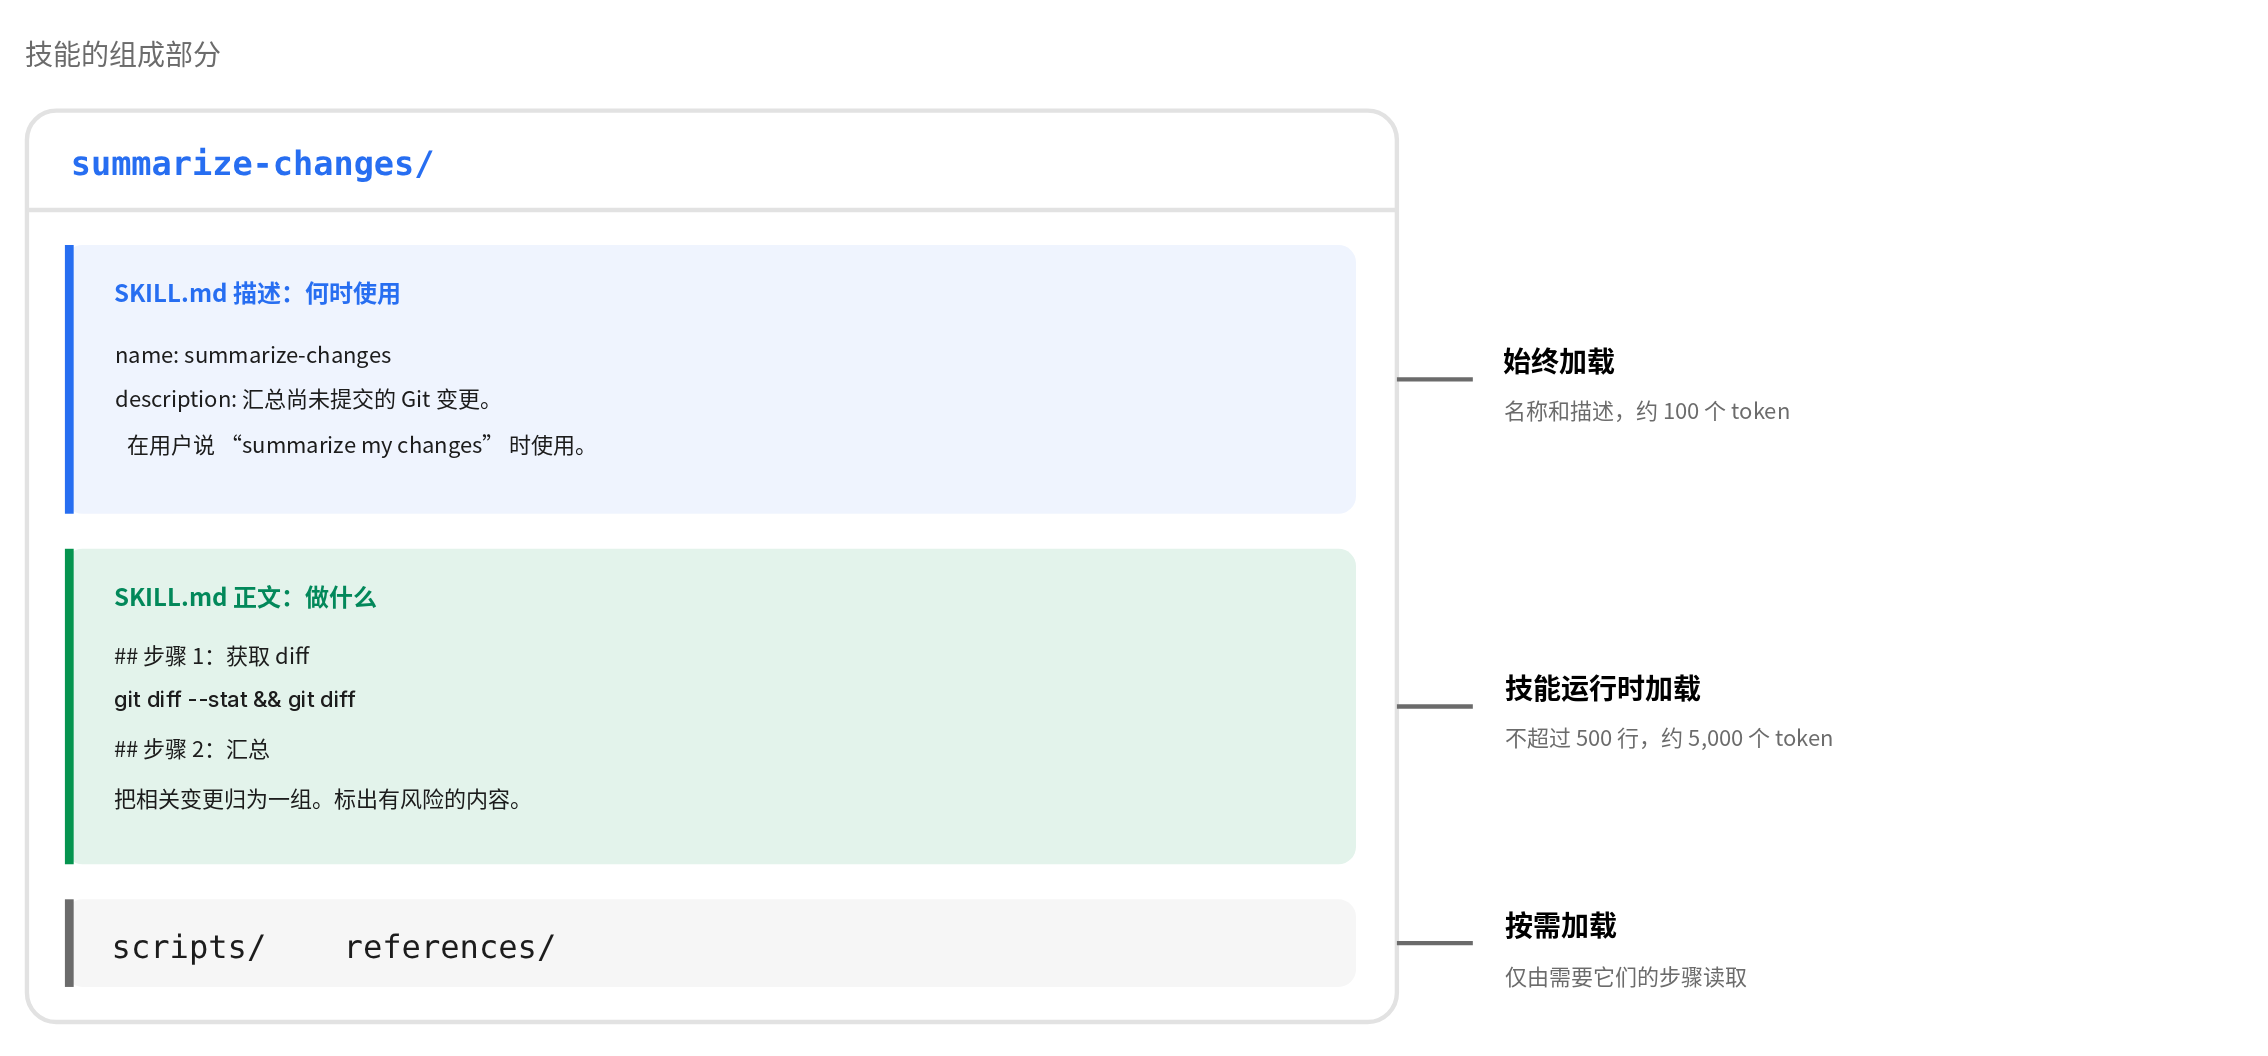 技能的组成部分
summarize-changes/
SKILL.md 描述：何时使用
name: summarize-changes
description: 汇总尚未提交的 Git 变更。
在用户说 “summarize my changes” 时使用。
始终加载
名称和描述，约 100 个 token
SKILL.md 正文：做什么
## 步骤 1：获取 diff
git diff --stat && git diff
## 步骤 2：汇总
把相关变更归为一组。标出有风险的内容。
技能运行时加载
不超过 500 行，约 5,000 个 token
scripts/ references/
按需加载
仅由需要它们的步骤读取